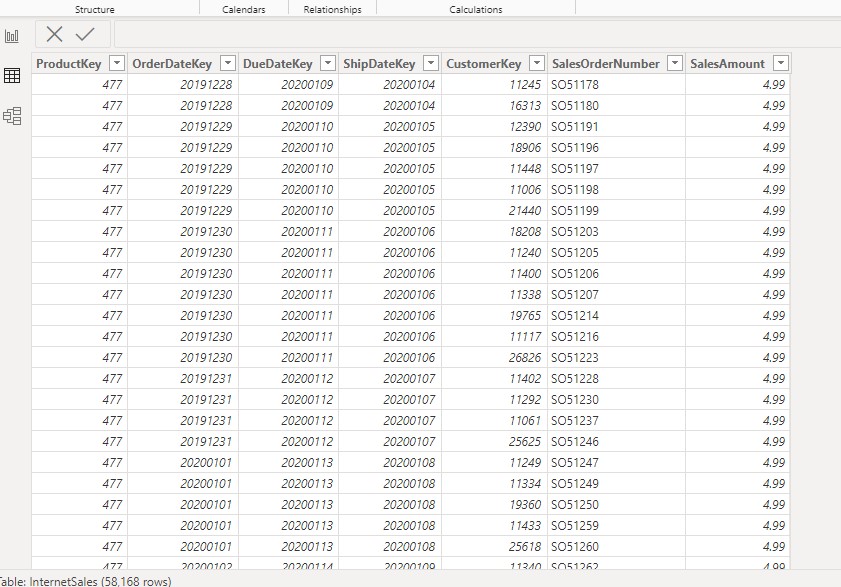 Structure Calendars Relationships Calculations
ProductKey OrderDateKey DueDateKey ShipDateKey CustomerKey SalesOrderNumber SalesAmount
477 20191228 20200109 20200104 11245 SO51178 4.99
477 20191228 20200109 20200104 16313 SO51180 4.99
477 20191229 20200110 20200105 12390 SO51191 4.99
477 20191229 20200110 20200105 18906 SO51196 4.99
477 20191229 20200110 20200105 11448 SO51197 4.99
477 20191229 20200110 20200105 11006 SO51198 4.99
477 20191229 20200110 20200105 21440 SO51199 4.99
477 20191230 20200111 20200106 18208 SO51203 4.99
477 20191230 20200111 20200106 11240 SO51205 4.99
477 20191230 20200111 20200106 11400 SO51206 4.99
477 20191230 20200111 20200106 11338 SO51207 4.99
477 20191230 20200111 20200106 19765 SO51214 4.99
477 20191230 20200111 20200106 11117 SO51216 4.99
477 20191230 20200111 20200106 26826 SO51223 4.99
477 20191231 20200112 20200107 11402 SO51228 4.99
477 20191231 20200112 20200107 11292 SO51230 4.99
477 20191231 20200112 20200107 11061 SO51237 4.99
477 20191231 20200112 20200107 25625 SO51246 4.99
477 20200101 20200113 20200108 11249 SO51247 4.99
477 20200101 20200113 20200108 11334 SO51249 4.99
477 20200101 20200113 20200108 19360 SO51250 4.99
477 20200101 20200113 20200108 11433 SO51259 4.99
477 20200101 20200113 20200108 25618 SO51260 4.99
477 20200102 20200114 20200109 11340 SO51262 4.99
Table: InternetSales (58,168 rows)